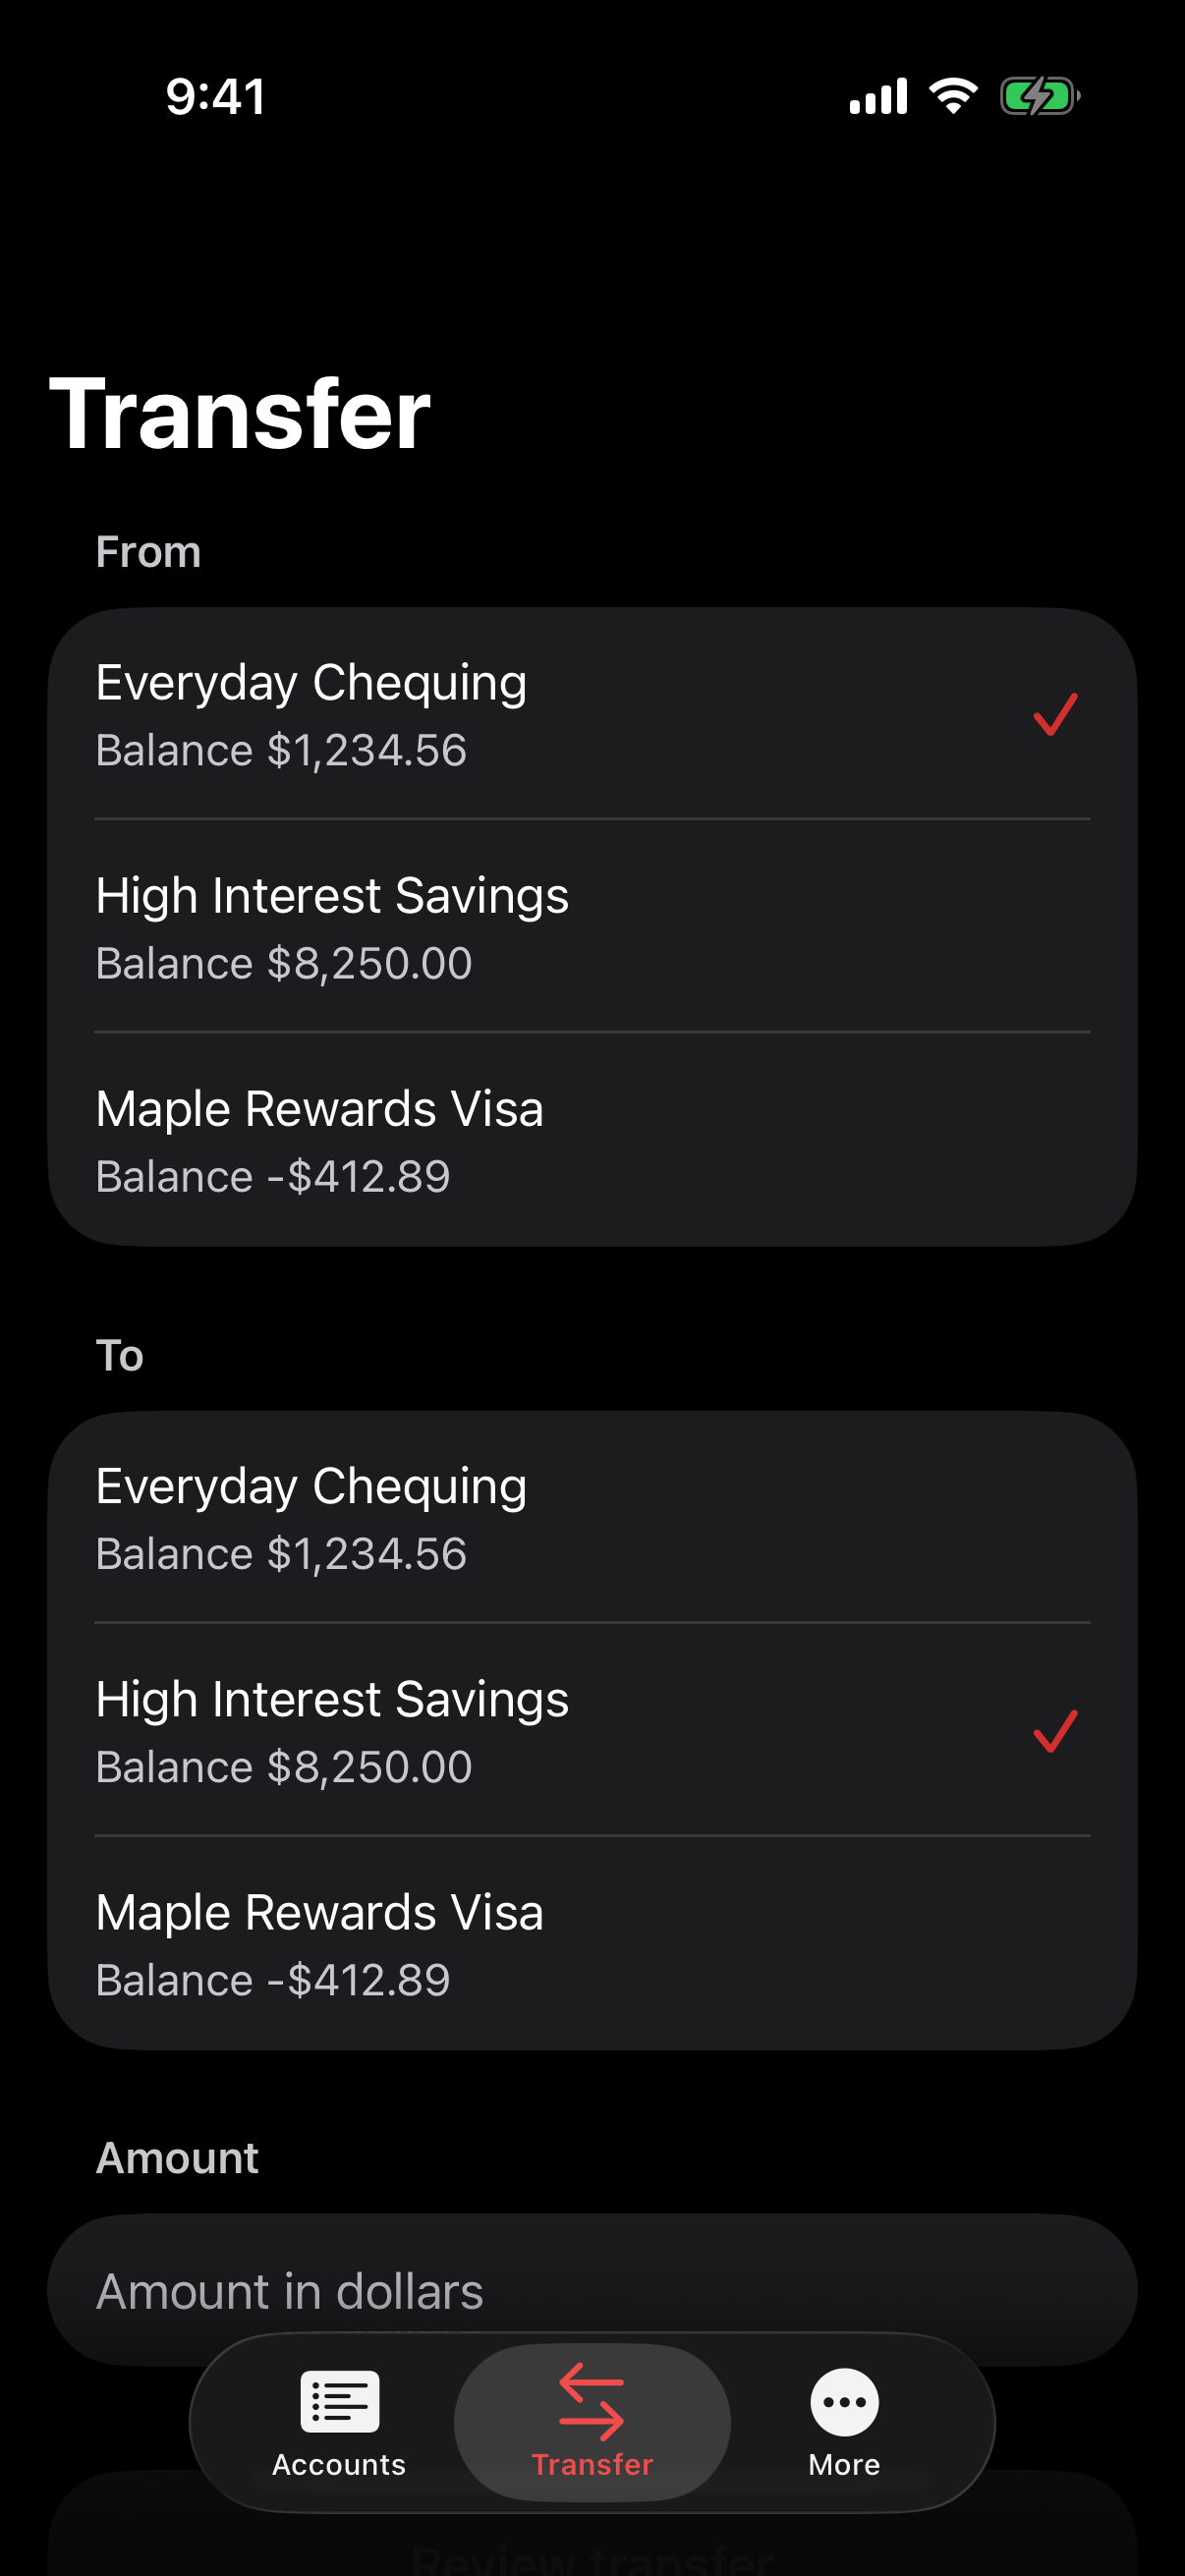 9:41
Transfer
From
Everyday Chequing
Balance $1,234.56
High Interest Savings
Balance $8,250.00
Maple Rewards Visa
Balance -$412.89
To
Everyday Chequing
Balance $1,234.56
High Interest Savings
Balance $8,250.00
Maple Rewards Visa
Balance -$412.89
Amount
Amount in dollars
Accounts
Transfer
More
Review transfer